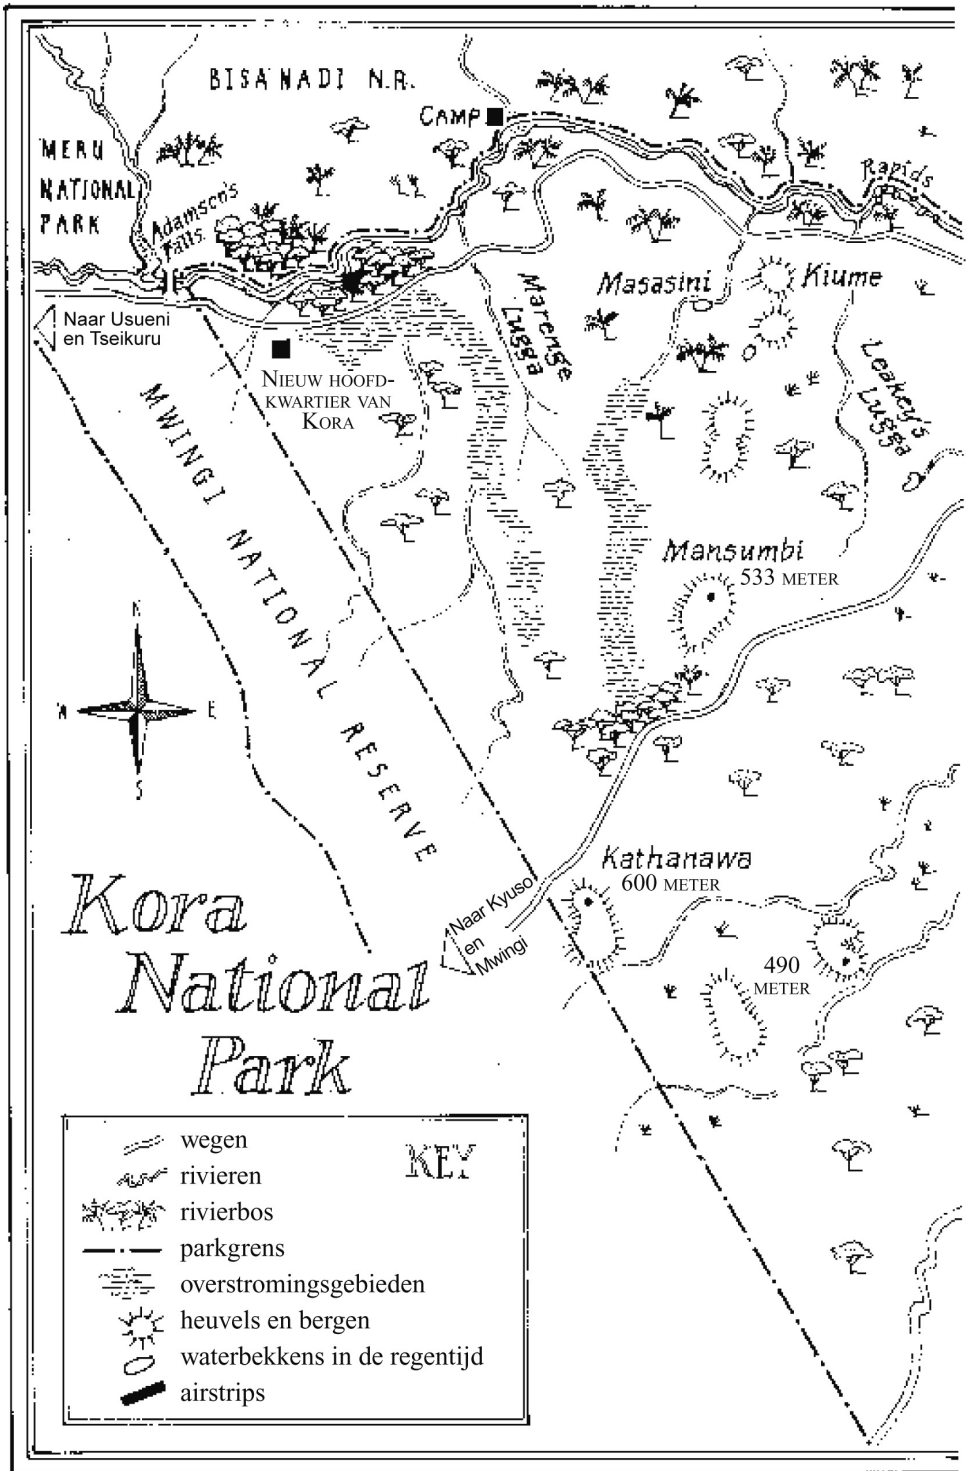 BISANADI N.R.
CAMP
MERU
NATIONAL
PARK
Adamson's
Falls
Rapids
Masasini
Kiume
Naar Usueni
en Tseikuru
Marenge
Lugga
Leakey's
Lugga
NIEUW HOOFD-
KWARTIER VAN
KORA
MWINGI NATIONAL RESERVE
Mansumbi
533 METER
N
W
E
S
Kathanawa
600 METER
Naar Kyuso
en
Mwingi
490
METER
Kora
National
Park
KEY
wegen
rivieren
rivierbos
parkgrens
overstromingsgebieden
heuvels en bergen
waterbekkens in de regentijd
airstrips